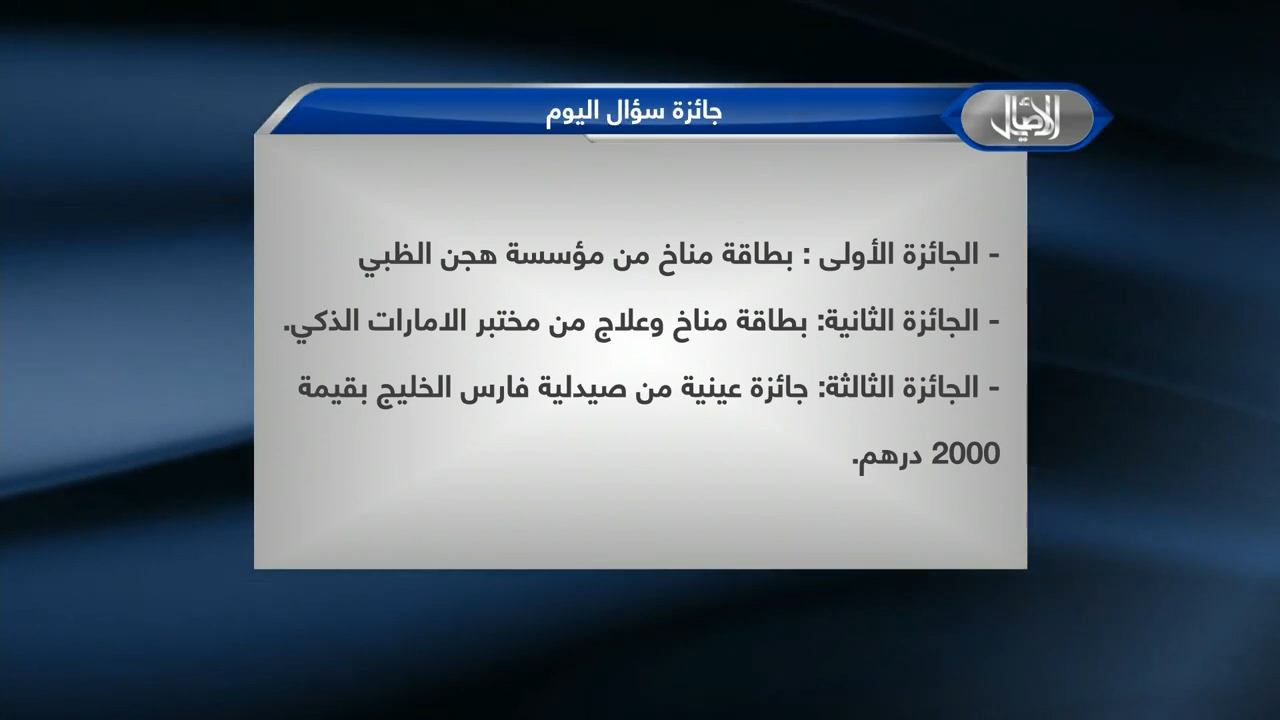 جائزة سؤال اليوم
الأصايل
- الجائزة الأولى : بطاقة مناخ من مؤسسة هجن الظبي
- الجائزة الثانية: بطاقة مناخ وعلاج من مختبر الامارات الذكي.
- الجائزة الثالثة: جائزة عينية من صيدلية فارس الخليج بقيمة
2000 درهم.